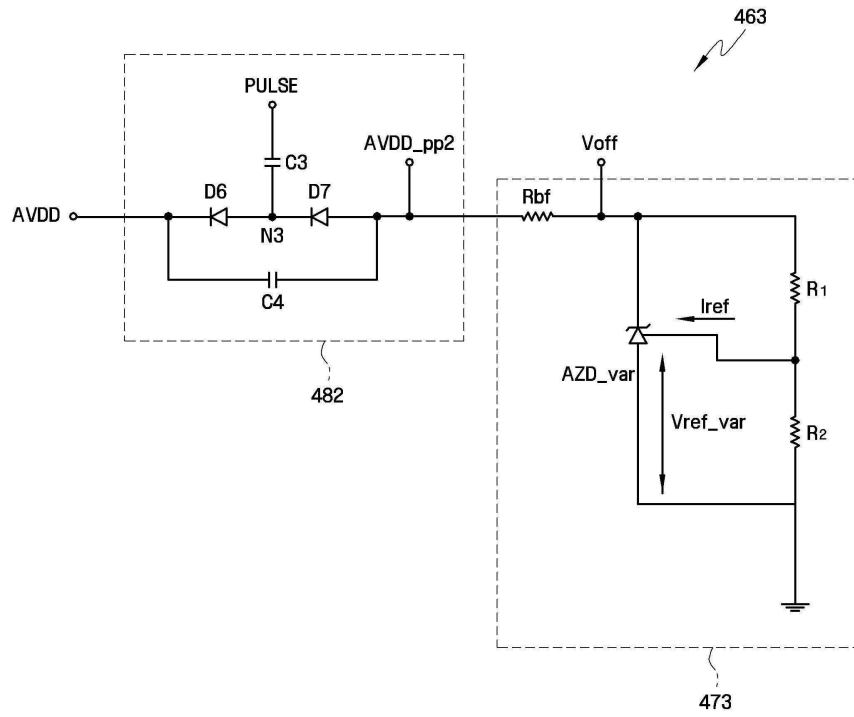 463
PULSE
AVDD_pp2
Voff
C3
D6
D7
Rbf
AVDD
N3
C4
R1
Iref
AZD_var
482
Vref_var
R2
473